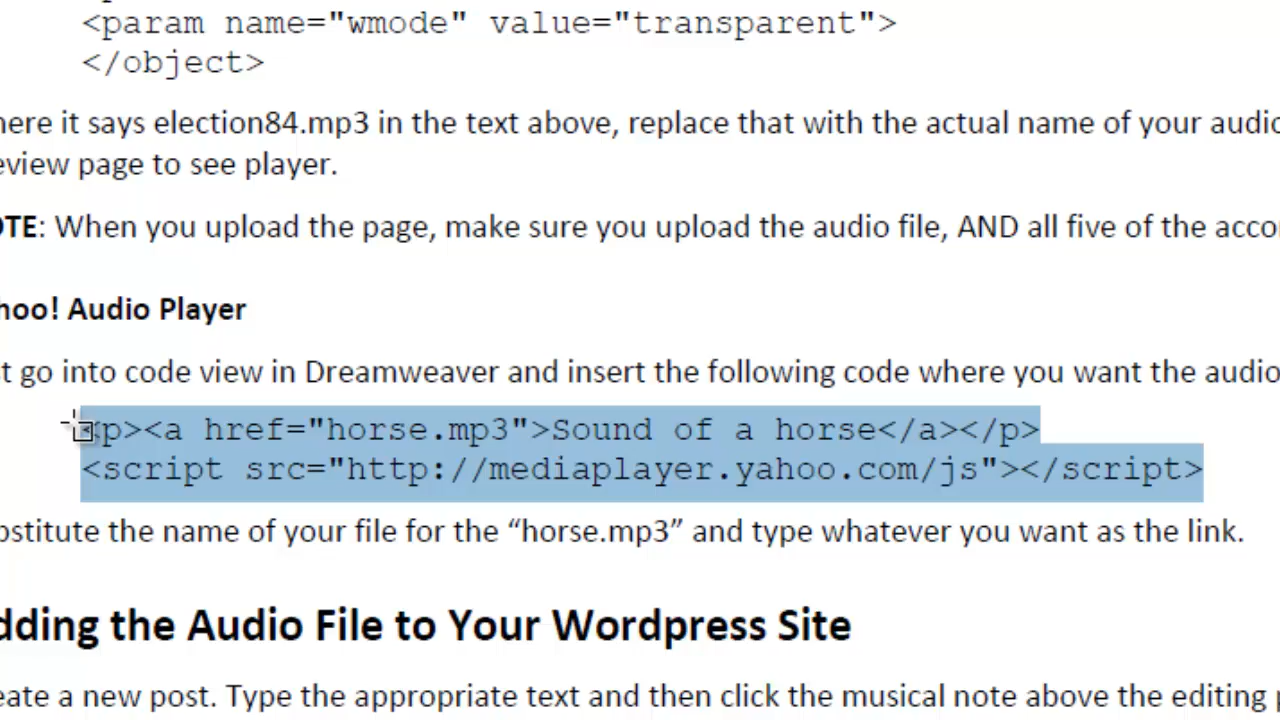 <param name="wmode" value="transparent">
</object>
here it says election84.mp3 in the text above, replace that with the actual name of your audio
eview page to see player.
OTE: When you upload the page, make sure you upload the audio file, AND all five of the acco
hoo! Audio Player
t go into code view in Dreamweaver and insert the following code where you want the audio
<p><a href="horse.mp3">Sound of a horse</a></p>
<script src="http://mediaplayer.yahoo.com/js"></script>
bstitute the name of your file for the “horse.mp3” and type whatever you want as the link.
dding the Audio File to Your Wordpress Site
eate a new post. Type the appropriate text and then click the musical note above the editing